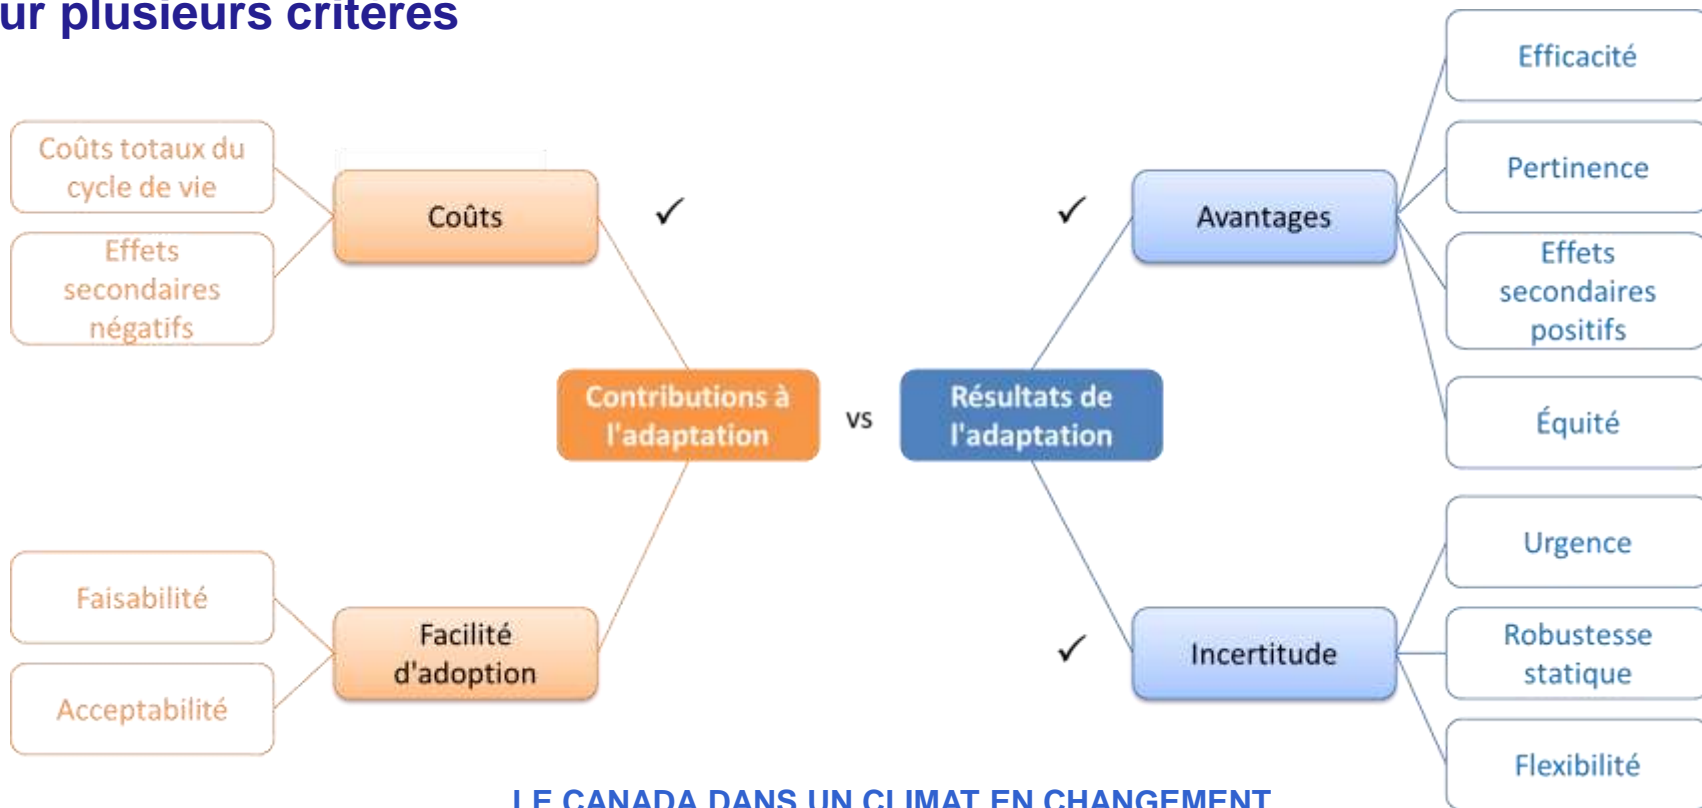 ur plusieurs critères
Coûts totaux du
cycle de vie
Effets
secondaires
négatifs
Coûts
✓
Contributions à
l'adaptation
Faisabilité
Acceptabilité
Facilité
d'adoption
vs
Résultats de
l'adaptation
✓
Avantages
Efficacité
Pertinence
Effets
secondaires
positifs
Équité
✓
Incertitude
Urgence
Robustesse
statique
Flexibilité
LE CANADA DANS UN CLIMAT EN CHANGEMENT